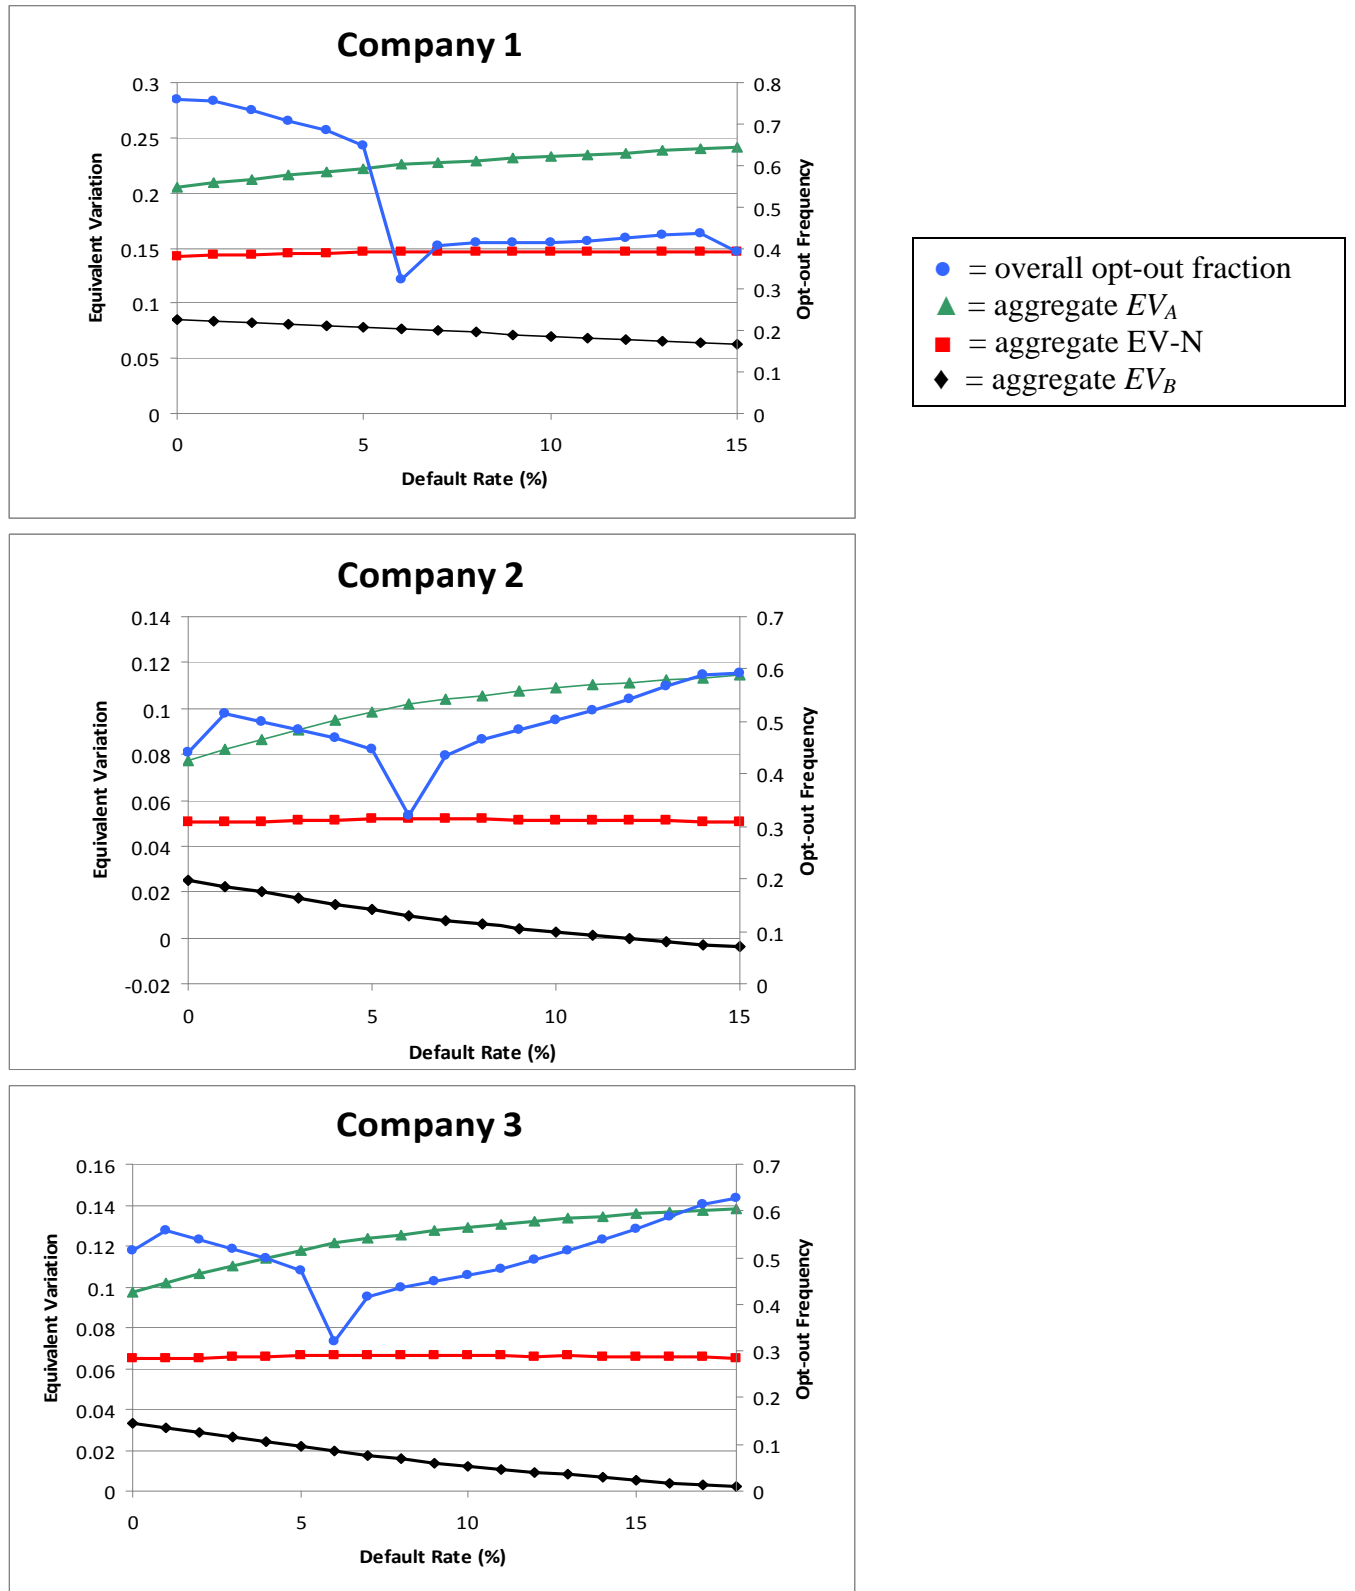 Company 1
0.3
0.25
0.2
0.15
0.1
0.05
0
Equivalent Variation
0.8
0.7
0.6
0.5
0.4
0.3
0.2
0.1
0
Opt-out Frequency
0 5 10 15
Default Rate (%)
= overall opt-out fraction
= aggregate EV_A
= aggregate EV-N
= aggregate EV_B
Company 2
0.14
0.12
0.1
0.08
0.06
0.04
0.02
0
-0.02
Equivalent Variation
0.7
0.6
0.5
0.4
0.3
0.2
0.1
0
Opt-out Frequency
0 5 10 15
Default Rate (%)
Company 3
0.16
0.14
0.12
0.1
0.08
0.06
0.04
0.02
0
Equivalent Variation
0.7
0.6
0.5
0.4
0.3
0.2
0.1
0
Opt-out Frequency
0 5 10 15
Default Rate (%)